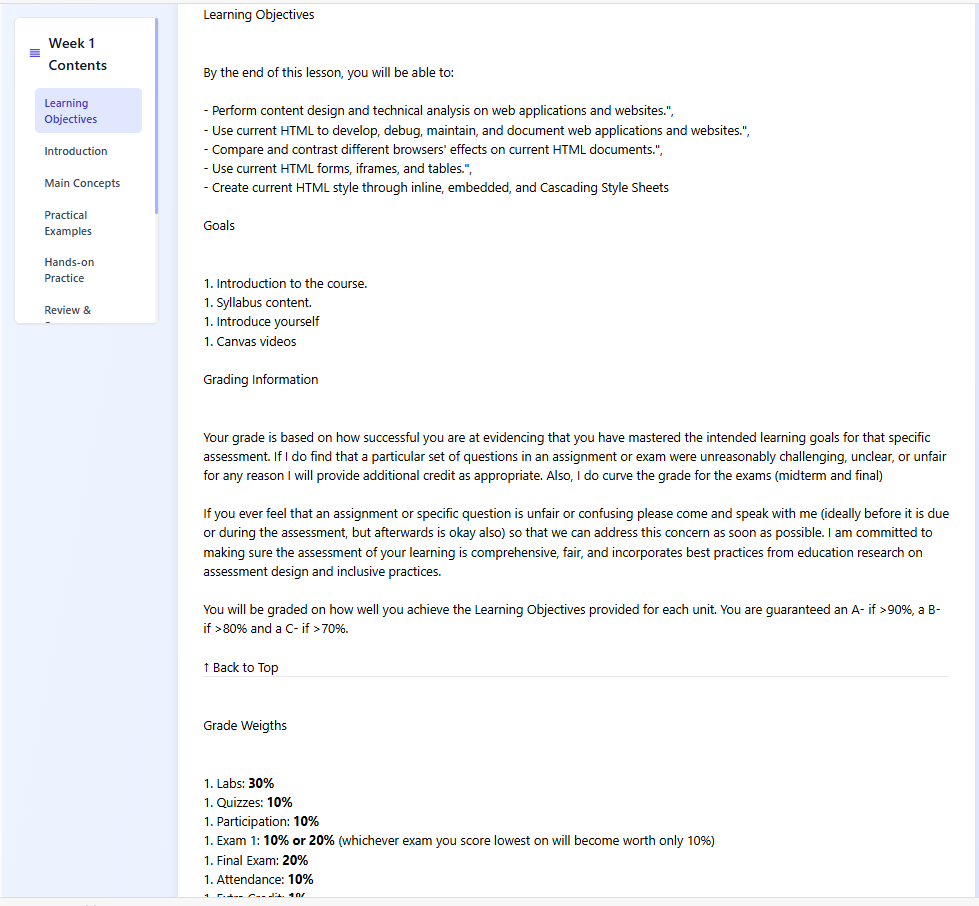 Week 1
Contents
Learning
Objectives
Introduction
Main Concepts
Practical
Examples
Hands-on
Practice
Review &
Learning Objectives
By the end of this lesson, you will be able to:
- Perform content design and technical analysis on web applications and websites.",
- Use current HTML to develop, debug, maintain, and document web applications and websites.",
- Compare and contrast different browsers' effects on current HTML documents.",
- Use current HTML forms, iframes, and tables.",
- Create current HTML style through inline, embedded, and Cascading Style Sheets
Goals
1. Introduction to the course.
1. Syllabus content.
1. Introduce yourself
1. Canvas videos
Grading Information
Your grade is based on how successful you are at evidencing that you have mastered the intended learning goals for that specific
assessment. If I do find that a particular set of questions in an assignment or exam were unreasonably challenging, unclear, or unfair
for any reason I will provide additional credit as appropriate. Also, I do curve the grade for the exams (midterm and final)
If you ever feel that an assignment or specific question is unfair or confusing please come and speak with me (ideally before it is due
or during the assessment, but afterwards is okay also) so that we can address this concern as soon as possible. I am committed to
making sure the assessment of your learning is comprehensive, fair, and incorporates best practices from education research on
assessment design and inclusive practices.
You will be graded on how well you achieve the Learning Objectives provided for each unit. You are guaranteed an A- if >90%, a B-
if >80% and a C- if >70%.
↑ Back to Top
Grade Weigths
1. Labs: 30%
1. Quizzes: 10%
1. Participation: 10%
1. Exam 1: 10% or 20% (whichever exam you score lowest on will become worth only 10%)
1. Final Exam: 20%
1. Attendance: 10%
1. Extra Credit: 1%